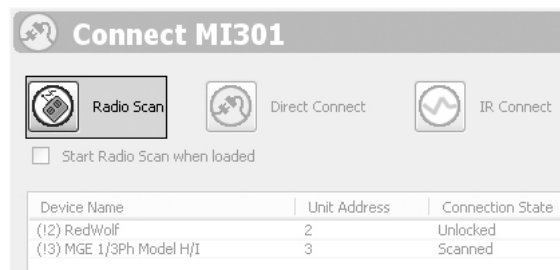 Connect MI301
Radio Scan Direct Connect IR Connect
Start Radio Scan when loaded
Device Name Unit Address Connection State
(!2) RedWolf 2 Unlocked
(!3) MGE 1/3Ph Model H/I 3 Scanned